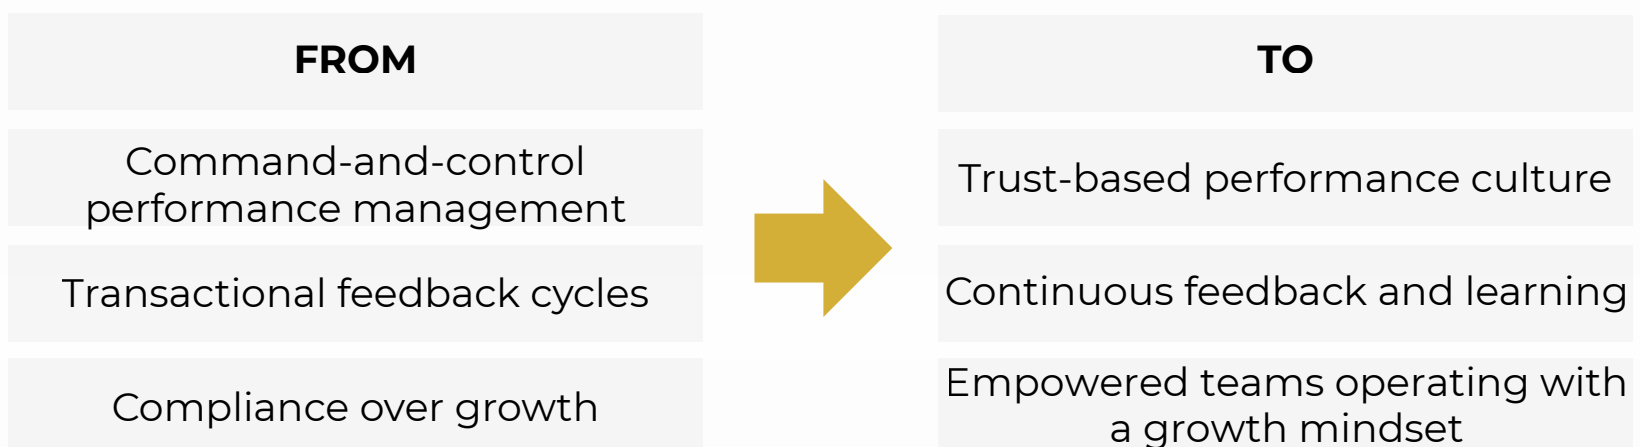 FROM
TO
Command-and-control
performance management
Trust-based performance culture
Transactional feedback cycles
Continuous feedback and learning
Compliance over growth
Empowered teams operating with
a growth mindset